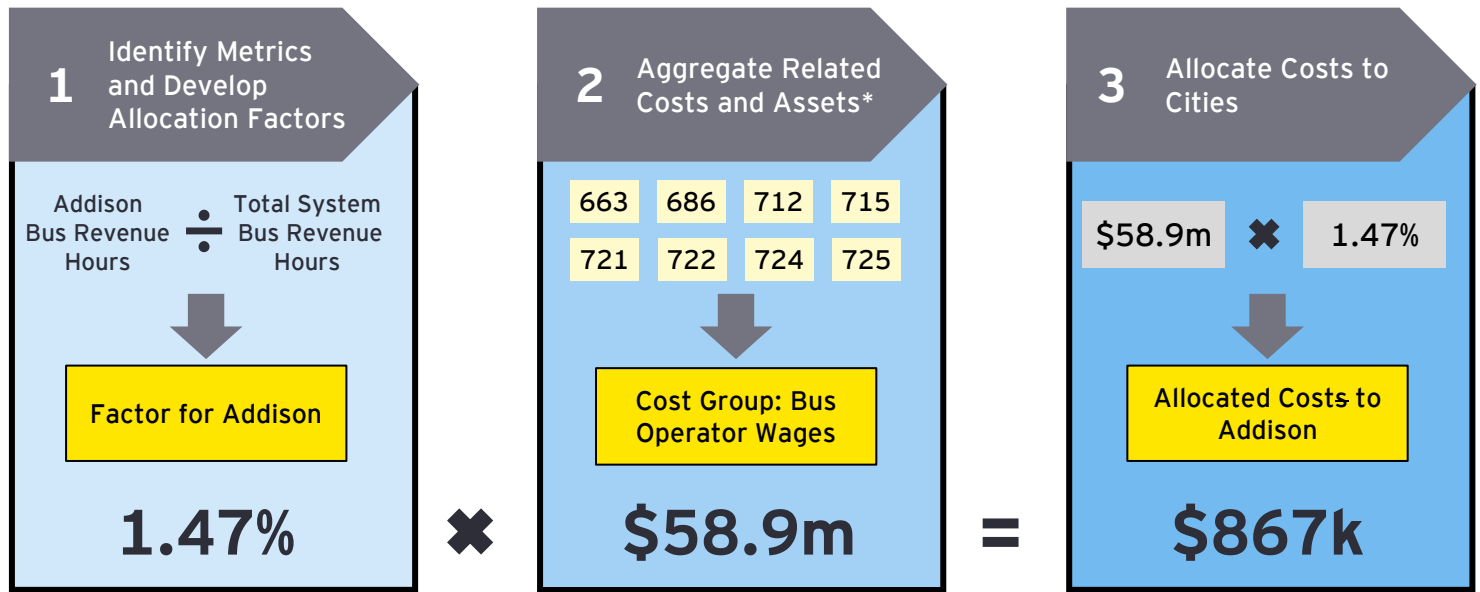 1
Identify Metrics
and Develop
Allocation Factors
Addison
Bus Revenue
Hours
÷
Total System
Bus Revenue
Hours
Factor for Addison
1.47%
✖
2
Aggregate Related
Costs and Assets*
663 686 712 715
721 722 724 725
Cost Group: Bus
Operator Wages
$58.9m
=
3
Allocate Costs to
Cities
$58.9m ✖ 1.47%
Allocated Costs to
Addison
$867k